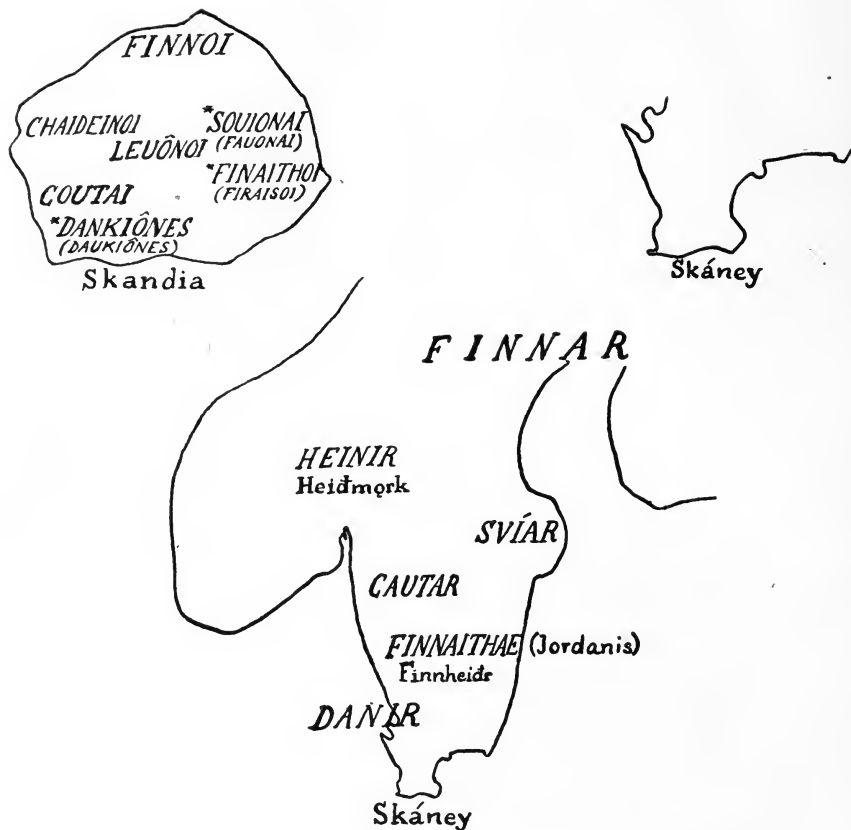 FINNOI
CHAIDEINOI
*SOUIONAI
(FAUONAI)
LEUÔNOI
*FINAITHOI
(FIRAISOI)
COUTAI
*DANKIÔNES
(DAUKIÔNES)
Skandia
Skáney
FINNAR
HEINIR
Heiðmǫrk
SVÍAR
CAUTAR
FINNAITHAE (Jordanis)
Finnheiðr
DANIR
Skáney